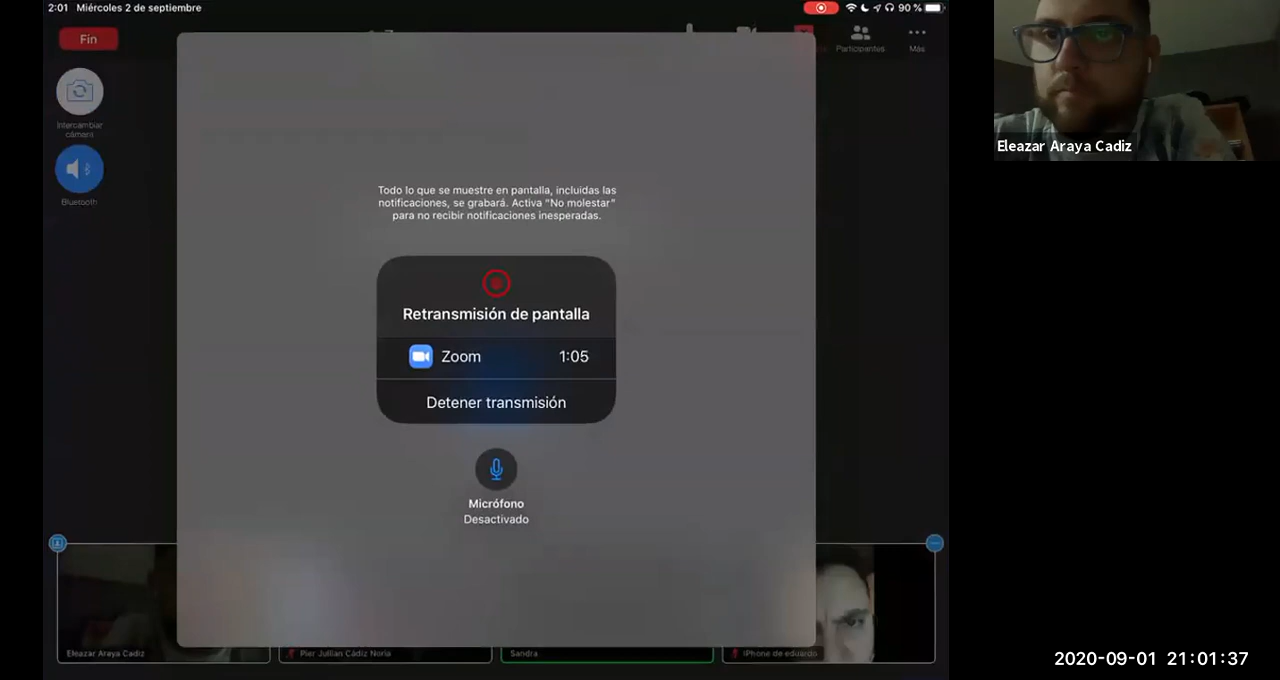 2:01 Miércoles 2 de septiembre
90 %
Fin
Participantes
Más
Intercambiar
cámara
Bluetooth
Todo lo que se muestre en pantalla, incluidas las
notificaciones, se grabará. Activa "No molestar"
para no recibir notificaciones inesperadas.
Retransmisión de pantalla
Zoom 1:05
Detener transmisión
Micrófono
Desactivado
Eleazar Araya Cadiz
Pier Jullian Cádiz Norio
Sandra
iPhone de eduardo
Eleazar Araya Cadiz
2020-09-01 21:01:37